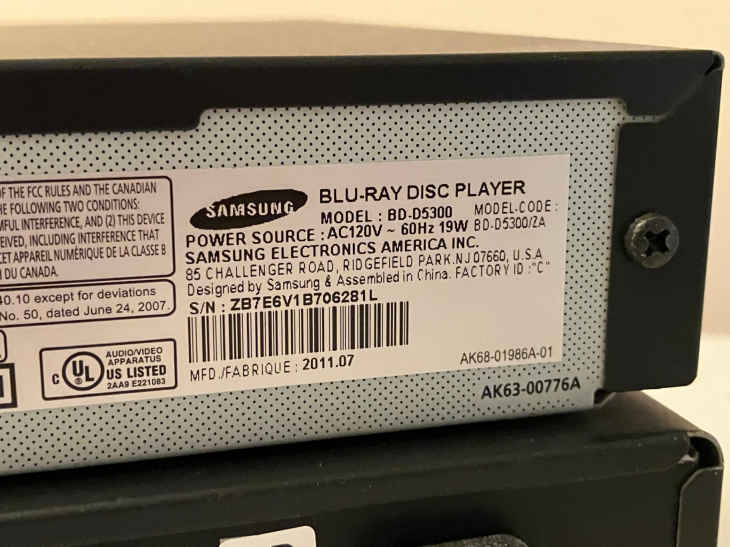 OF THE FCC RULES AND THE CANADIAN
HE FOLLOWING TWO CONDITIONS:
MFUL INTERFERENCE, AND (2) THIS DEVICE
EIVED, INCLUDING INTERFERENCE THAT
CET APPAREIL NUMÉRIQUE DE LA CLASSE B
DU CANADA.
40.10 except for deviations
No. 50, dated June 24, 2007.
C UL US LISTED
AUDIO/VIDEO
APPARATUS
2AA9 E221083
SAMSUNG
BLU-RAY DISC PLAYER
MODEL : BD-D5300 MODEL-CODE :
POWER SOURCE : AC120V ~ 60Hz 19W BD-D5300/ZA
SAMSUNG ELECTRONICS AMERICA INC.
85 CHALLENGER ROAD, RIDGEFIELD PARK.NJ 07660, U.S.A
Designed by Samsung & Assembled in China. FACTORY ID :"C"
S/N : ZB7E6V1B706281L
MFD./FABRIQUE : 2011.07
AK68-01986A-01
AK63-00776A